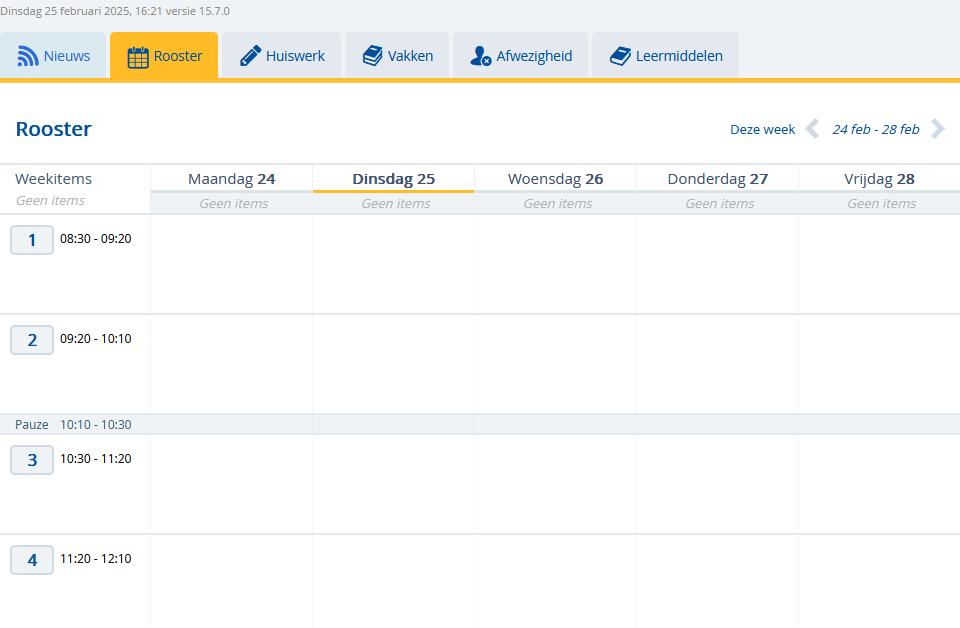 Dinsdag 25 februari 2025, 16:21 versie 15.7.0
Nieuws Rooster Huiswerk Vakken Afwezigheid Leermiddelen
Rooster Deze week 24 feb - 28 feb
Weekitems Maandag 24 Dinsdag 25 Woensdag 26 Donderdag 27 Vrijdag 28
Geen items Geen items Geen items Geen items Geen items Geen items
1 08:30 - 09:20
2 09:20 - 10:10
Pauze 10:10 - 10:30
3 10:30 - 11:20
4 11:20 - 12:10